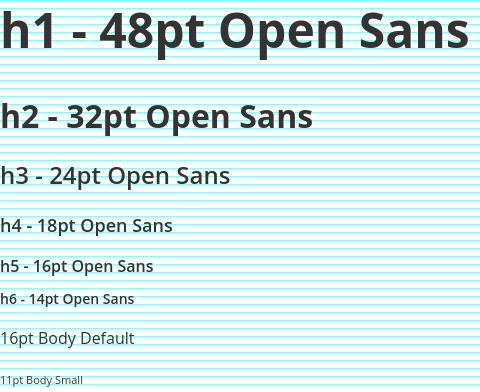 h1 - 48pt Open Sans
h2 - 32pt Open Sans
h3 - 24pt Open Sans
h4 - 18pt Open Sans
h5 - 16pt Open Sans
h6 - 14pt Open Sans
16pt Body Default
11pt Body Small